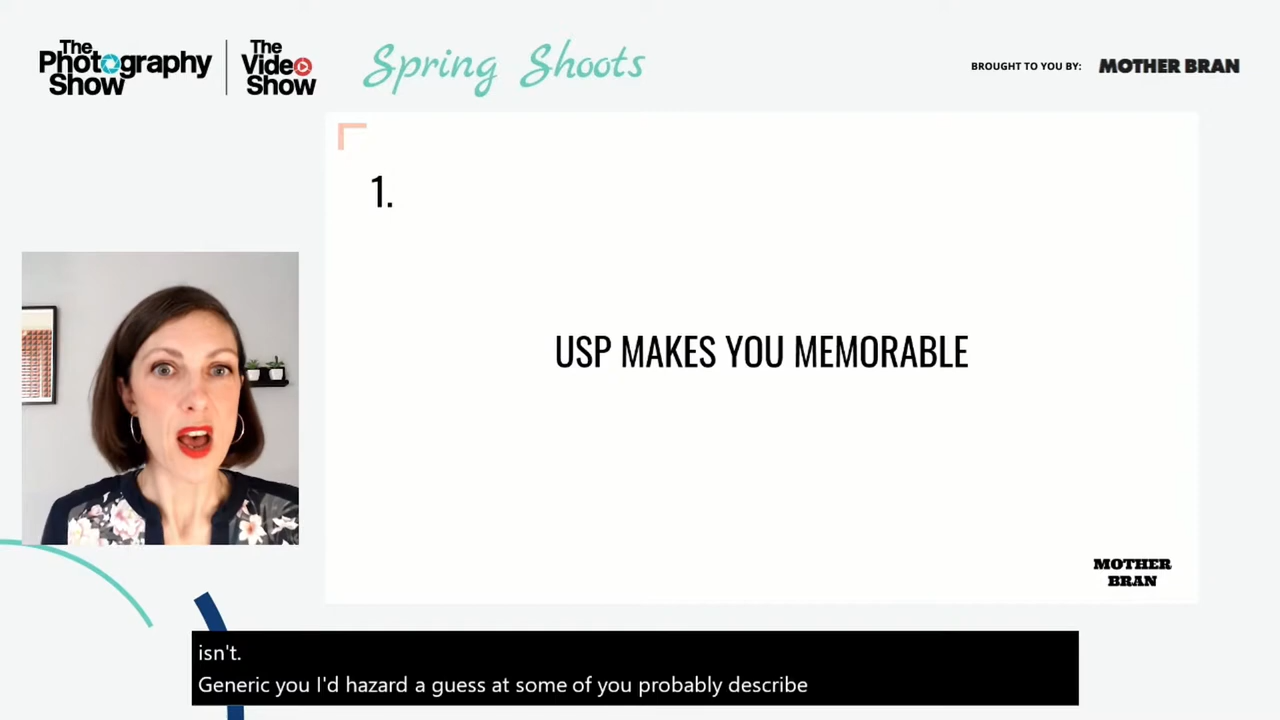 The
Photography
Show
The
Video
Show
Spring Shoots
BROUGHT TO YOU BY:
MOTHER BRAN
1.
USP MAKES YOU MEMORABLE
MOTHER
BRAN
isn't.
Generic you I'd hazard a guess at some of you probably describe